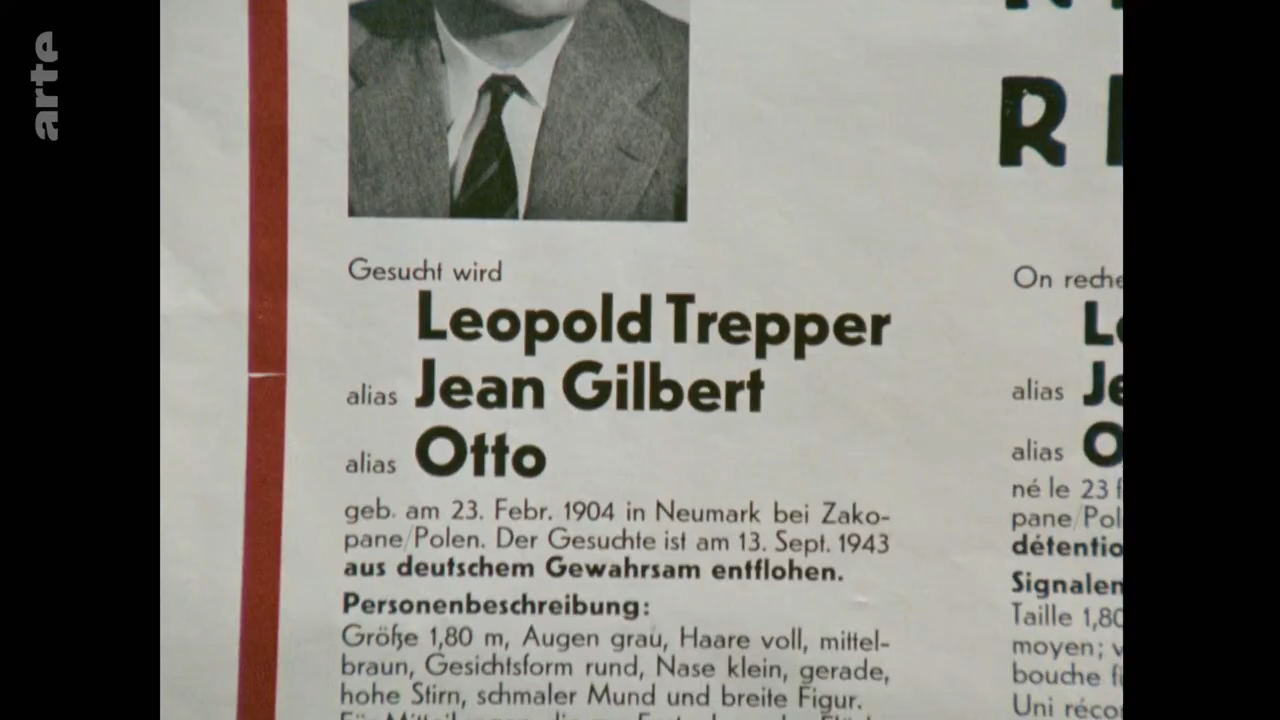 arte
R
Gesucht wird
Leopold Trepper
alias Jean Gilbert
alias Otto
geb. am 23. Febr. 1904 in Neumark bei Zako-
pane/Polen. Der Gesuchte ist am 13. Sept. 1943
aus deutschem Gewahrsam entflohen.
Personenbeschreibung:
Größe 1,80 m, Augen grau, Haare voll, mittel-
braun, Gesichtsform rund, Nase klein, gerade,
hohe Stirn, schmaler Mund und breite Figur.
On reche
Le
alias Je
alias O
né le 23 f
pane/Pol
détentio
Signalem
Taille 1,80
moyen; v
bouche f
Uni réco